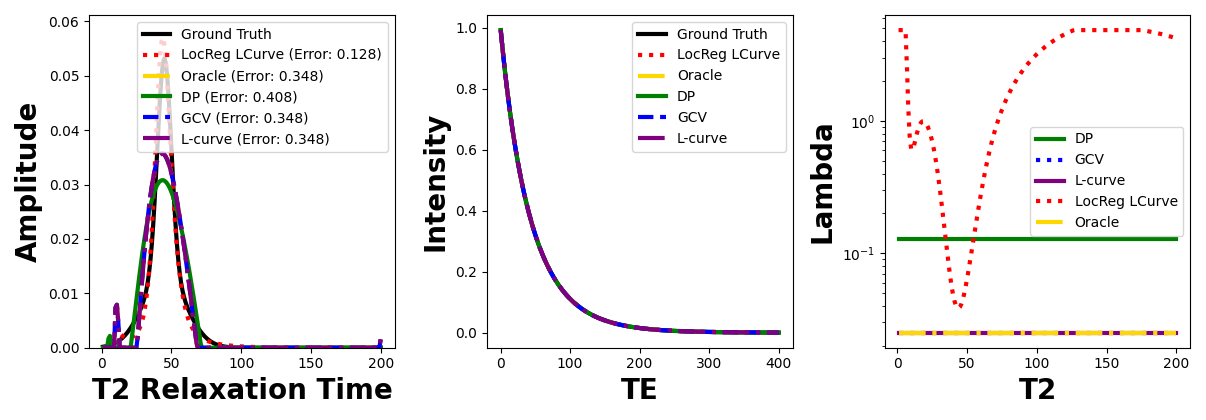 Amplitude
0.06
0.05
0.04
0.03
0.02
0.01
0.00
0
50
100
150
200
T2 Relaxation Time
Ground Truth
LocReg LCurve (Error: 0.128)
Oracle (Error: 0.348)
DP (Error: 0.408)
GCV (Error: 0.348)
L-curve (Error: 0.348)
Intensity
1.0
0.8
0.6
0.4
0.2
0.0
0
100
200
300
400
TE
Ground Truth
LocReg LCurve
Oracle
DP
GCV
L-curve
Lambda
10⁰
10⁻¹
0
50
100
150
200
T2
DP
GCV
L-curve
LocReg LCurve
Oracle